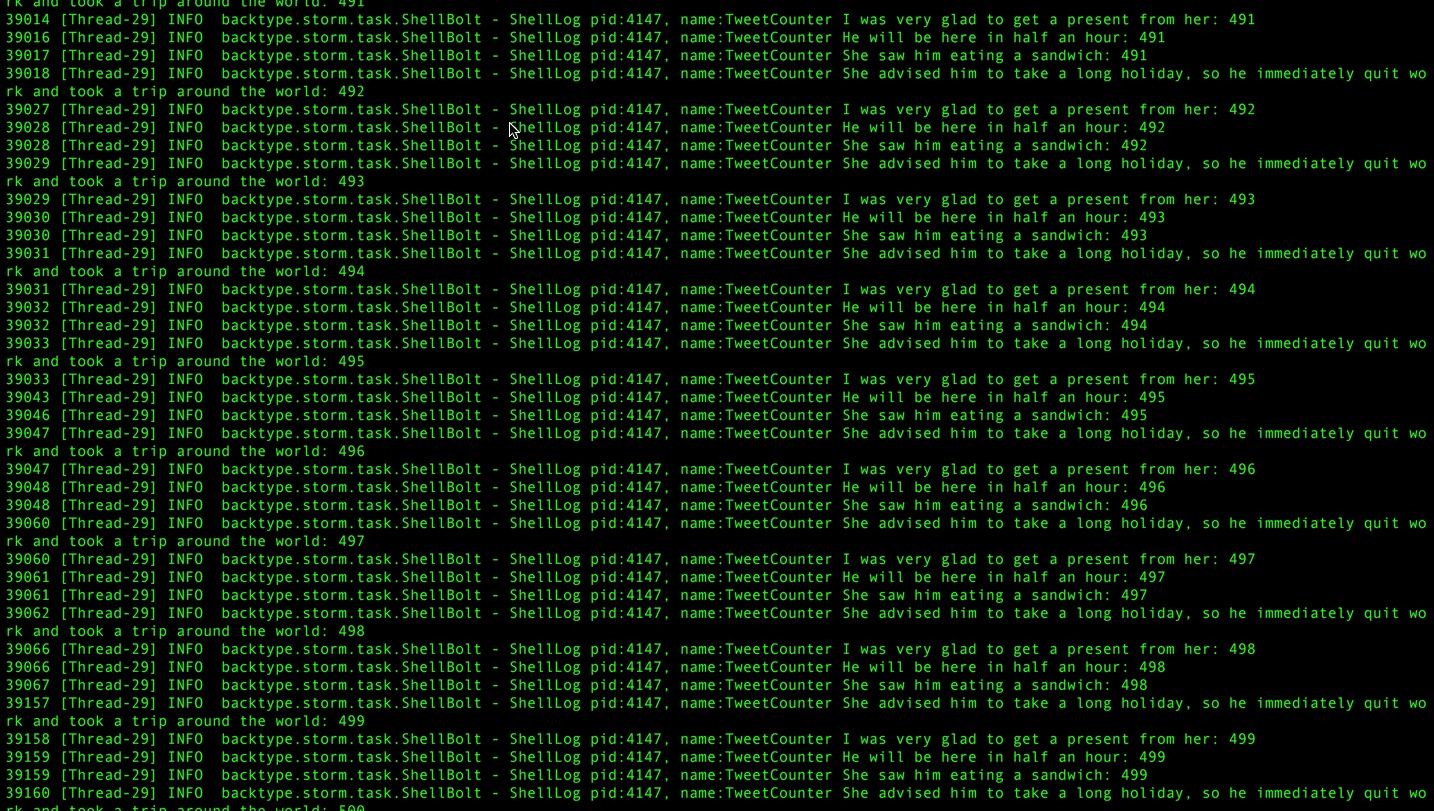 rk and took a trip around the world: 491
39014 [Thread-29] INFO  backtype.storm.task.ShellBolt - ShellLog pid:4147, name:TweetCounter I was very glad to get a present from her: 491
39016 [Thread-29] INFO  backtype.storm.task.ShellBolt - ShellLog pid:4147, name:TweetCounter He will be here in half an hour: 491
39017 [Thread-29] INFO  backtype.storm.task.ShellBolt - ShellLog pid:4147, name:TweetCounter She saw him eating a sandwich: 491
39018 [Thread-29] INFO  backtype.storm.task.ShellBolt - ShellLog pid:4147, name:TweetCounter She advised him to take a long holiday, so he immediately quit wo
rk and took a trip around the world: 492
39027 [Thread-29] INFO  backtype.storm.task.ShellBolt - ShellLog pid:4147, name:TweetCounter I was very glad to get a present from her: 492
39028 [Thread-29] INFO  backtype.storm.task.ShellBolt - ShellLog pid:4147, name:TweetCounter He will be here in half an hour: 492
39028 [Thread-29] INFO  backtype.storm.task.ShellBolt - ShellLog pid:4147, name:TweetCounter She saw him eating a sandwich: 492
39029 [Thread-29] INFO  backtype.storm.task.ShellBolt - ShellLog pid:4147, name:TweetCounter She advised him to take a long holiday, so he immediately quit wo
rk and took a trip around the world: 493
39029 [Thread-29] INFO  backtype.storm.task.ShellBolt - ShellLog pid:4147, name:TweetCounter I was very glad to get a present from her: 493
39030 [Thread-29] INFO  backtype.storm.task.ShellBolt - ShellLog pid:4147, name:TweetCounter He will be here in half an hour: 493
39030 [Thread-29] INFO  backtype.storm.task.ShellBolt - ShellLog pid:4147, name:TweetCounter She saw him eating a sandwich: 493
39031 [Thread-29] INFO  backtype.storm.task.ShellBolt - ShellLog pid:4147, name:TweetCounter She advised him to take a long holiday, so he immediately quit wo
rk and took a trip around the world: 494
39031 [Thread-29] INFO  backtype.storm.task.ShellBolt - ShellLog pid:4147, name:TweetCounter I was very glad to get a present from her: 494
39032 [Thread-29] INFO  backtype.storm.task.ShellBolt - ShellLog pid:4147, name:TweetCounter He will be here in half an hour: 494
39032 [Thread-29] INFO  backtype.storm.task.ShellBolt - ShellLog pid:4147, name:TweetCounter She saw him eating a sandwich: 494
39033 [Thread-29] INFO  backtype.storm.task.ShellBolt - ShellLog pid:4147, name:TweetCounter She advised him to take a long holiday, so he immediately quit wo
rk and took a trip around the world: 495
39033 [Thread-29] INFO  backtype.storm.task.ShellBolt - ShellLog pid:4147, name:TweetCounter I was very glad to get a present from her: 495
39043 [Thread-29] INFO  backtype.storm.task.ShellBolt - ShellLog pid:4147, name:TweetCounter He will be here in half an hour: 495
39046 [Thread-29] INFO  backtype.storm.task.ShellBolt - ShellLog pid:4147, name:TweetCounter She saw him eating a sandwich: 495
39047 [Thread-29] INFO  backtype.storm.task.ShellBolt - ShellLog pid:4147, name:TweetCounter She advised him to take a long holiday, so he immediately quit wo
rk and took a trip around the world: 496
39047 [Thread-29] INFO  backtype.storm.task.ShellBolt - ShellLog pid:4147, name:TweetCounter I was very glad to get a present from her: 496
39048 [Thread-29] INFO  backtype.storm.task.ShellBolt - ShellLog pid:4147, name:TweetCounter He will be here in half an hour: 496
39048 [Thread-29] INFO  backtype.storm.task.ShellBolt - ShellLog pid:4147, name:TweetCounter She saw him eating a sandwich: 496
39060 [Thread-29] INFO  backtype.storm.task.ShellBolt - ShellLog pid:4147, name:TweetCounter She advised him to take a long holiday, so he immediately quit wo
rk and took a trip around the world: 497
39060 [Thread-29] INFO  backtype.storm.task.ShellBolt - ShellLog pid:4147, name:TweetCounter I was very glad to get a present from her: 497
39061 [Thread-29] INFO  backtype.storm.task.ShellBolt - ShellLog pid:4147, name:TweetCounter He will be here in half an hour: 497
39061 [Thread-29] INFO  backtype.storm.task.ShellBolt - ShellLog pid:4147, name:TweetCounter She saw him eating a sandwich: 497
39062 [Thread-29] INFO  backtype.storm.task.ShellBolt - ShellLog pid:4147, name:TweetCounter She advised him to take a long holiday, so he immediately quit wo
rk and took a trip around the world: 498
39066 [Thread-29] INFO  backtype.storm.task.ShellBolt - ShellLog pid:4147, name:TweetCounter I was very glad to get a present from her: 498
39066 [Thread-29] INFO  backtype.storm.task.ShellBolt - ShellLog pid:4147, name:TweetCounter He will be here in half an hour: 498
39067 [Thread-29] INFO  backtype.storm.task.ShellBolt - ShellLog pid:4147, name:TweetCounter She saw him eating a sandwich: 498
39157 [Thread-29] INFO  backtype.storm.task.ShellBolt - ShellLog pid:4147, name:TweetCounter She advised him to take a long holiday, so he immediately quit wo
rk and took a trip around the world: 499
39158 [Thread-29] INFO  backtype.storm.task.ShellBolt - ShellLog pid:4147, name:TweetCounter I was very glad to get a present from her: 499
39159 [Thread-29] INFO  backtype.storm.task.ShellBolt - ShellLog pid:4147, name:TweetCounter He will be here in half an hour: 499
39159 [Thread-29] INFO  backtype.storm.task.ShellBolt - ShellLog pid:4147, name:TweetCounter She saw him eating a sandwich: 499
39160 [Thread-29] INFO  backtype.storm.task.ShellBolt - ShellLog pid:4147, name:TweetCounter She advised him to take a long holiday, so he immediately quit wo
rk and took a trip around the world: 500